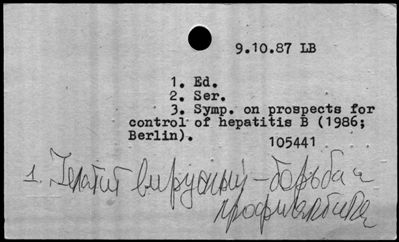 9.10.87 LB
1. Ed.
2. Ser.
3. Symp. on prospects for
control of hepatitis B (1986;
Berlin).
105441
1. Гепатит вирусный - борьба и
профилактика